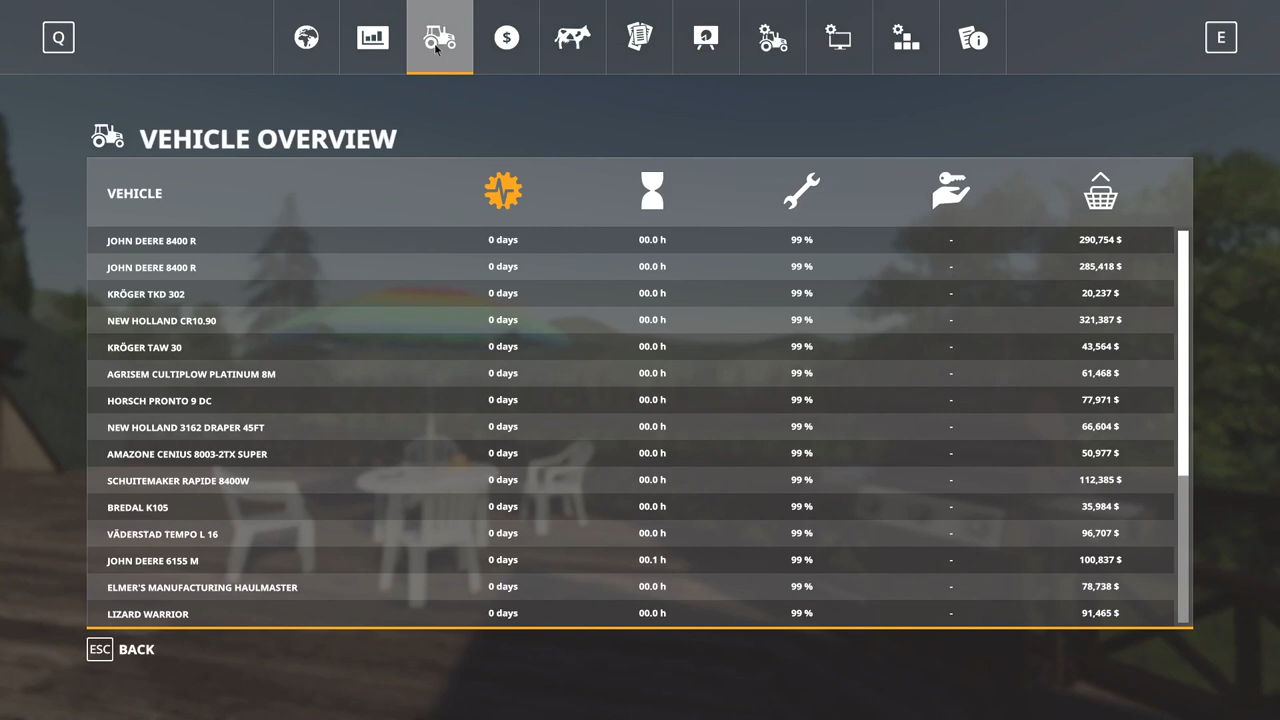 Q
$
E
VEHICLE OVERVIEW
VEHICLE
JOHN DEERE 8400 R 0 days 00.0 h 99 % - 290,754 $
JOHN DEERE 8400 R 0 days 00.0 h 99 % - 285,418 $
KRÖGER TKD 302 0 days 00.0 h 99 % - 20,237 $
NEW HOLLAND CR10.90 0 days 00.0 h 99 % - 321,387 $
KRÖGER TAW 30 0 days 00.0 h 99 % - 43,564 $
AGRISEM CULTIPLOW PLATINUM 8M 0 days 00.0 h 99 % - 61,468 $
HORSCH PRONTO 9 DC 0 days 00.0 h 99 % - 77,971 $
NEW HOLLAND 3162 DRAPER 45FT 0 days 00.0 h 99 % - 66,604 $
AMAZONE CENIUS 8003-2TX SUPER 0 days 00.0 h 99 % - 50,977 $
SCHUITEMAKER RAPIDE 8400W 0 days 00.0 h 99 % - 112,385 $
BREDAL K105 0 days 00.0 h 99 % - 35,984 $
VÄDERSTAD TEMPO L 16 0 days 00.0 h 99 % - 96,707 $
JOHN DEERE 6155 M 0 days 00.1 h 99 % - 100,837 $
ELMER'S MANUFACTURING HAULMASTER 0 days 00.0 h 99 % - 78,738 $
LIZARD WARRIOR 0 days 00.0 h 99 % - 91,465 $
ESC BACK